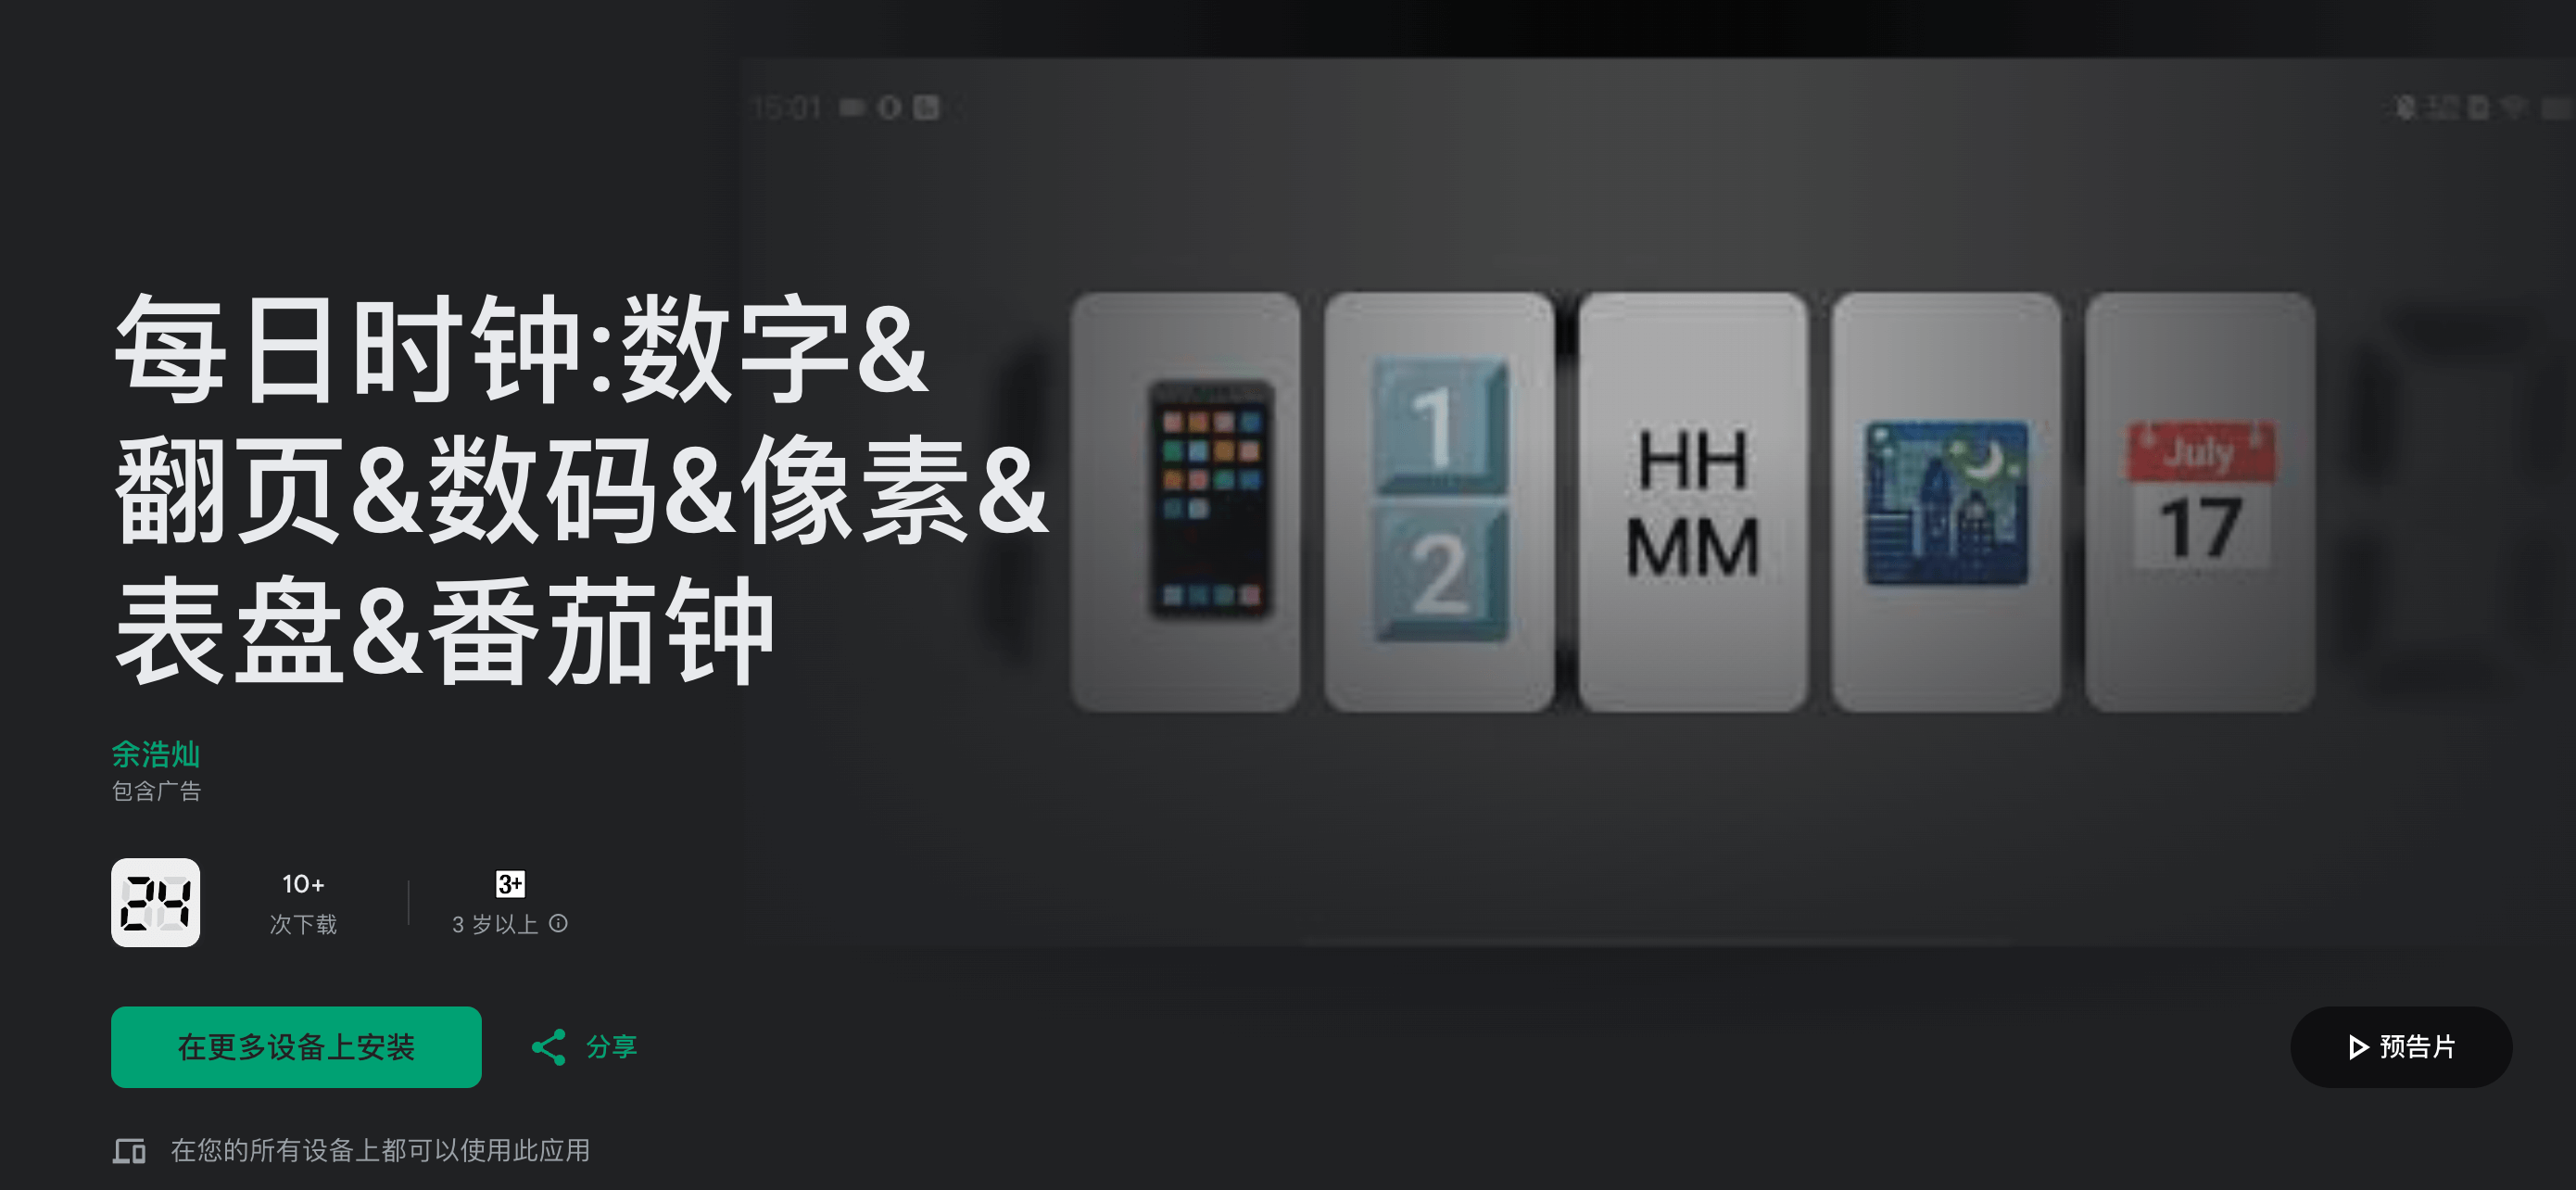 15:01
每日时钟:数字&
翻页&数码&像素&
表盘&番茄钟
1
2
HH
MM
July
17
余浩灿
包含广告
24
10+
次下载
3+
3 岁以上
在更多设备上安装
分享
预告片
在您的所有设备上都可以使用此应用